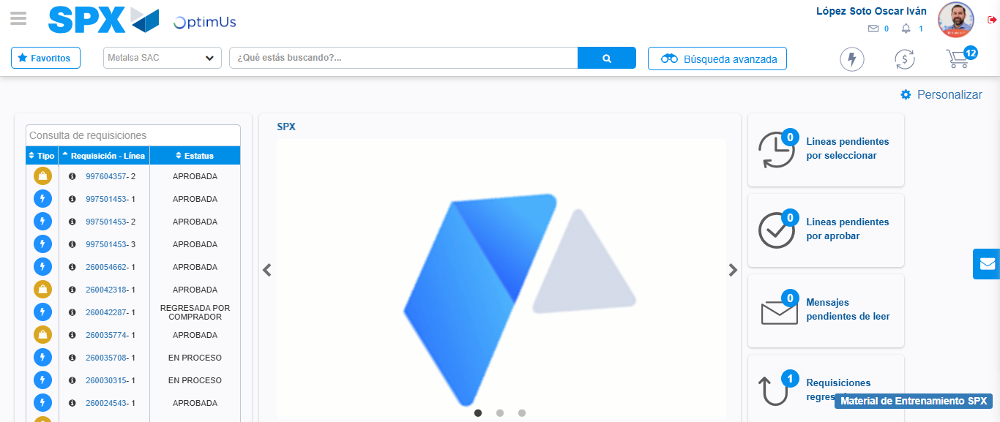 SPX
OptimUs
López Soto Oscar Iván
0
1
Favoritos
Metalsa SAC
¿Qué estás buscando?...
Búsqueda avanzada
$
12
Personalizar
Consulta de requisiciones
Tipo Requisición - Línea Estatus
997604357- 2 APROBADA
997501453- 1 APROBADA
997501453- 2 APROBADA
997501453- 3 APROBADA
260054662- 1 APROBADA
260042318- 1 APROBADA
260042287- 1 REGRESADA POR
COMPRADOR
260035774- 1 APROBADA
260035708- 1 EN PROCESO
260030315- 1 EN PROCESO
260024543- 1 APROBADA
SPX
0
Lineas pendientes
por seleccionar
0
Lineas pendientes
por aprobar
0
Mensajes
pendientes de leer
1
Requisiciones
Material de Entrenamiento SPX